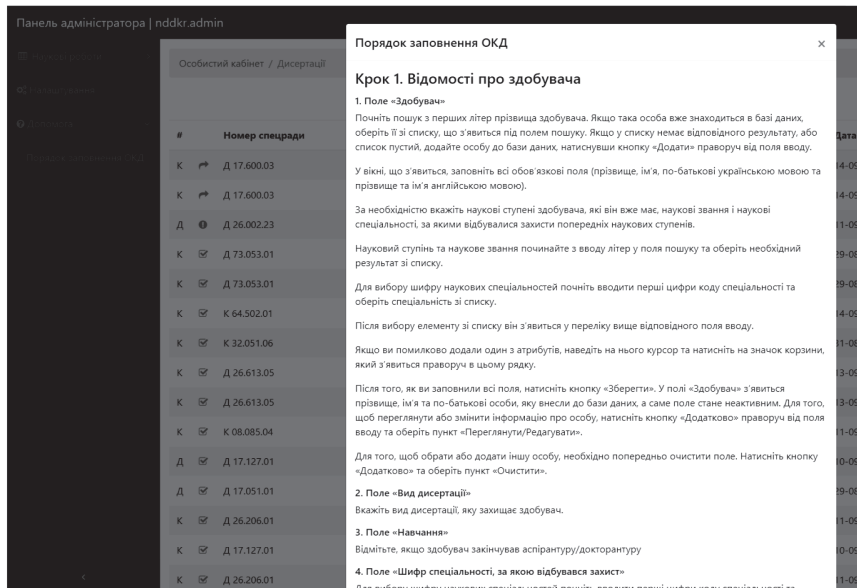 Панель адміністратора | nddkr.admin
Особистий кабінет / Дисертації
# Номер спецради
К Д 17.600.03
К Д 17.600.03
Д Д 26.002.23
К Д 73.053.01
К Д 73.053.01
К К 64.502.01
К К 32.051.06
К Д 26.613.05
К Д 26.613.05
К К 08.085.04
Д Д 17.127.01
Д Д 17.051.01
К Д 26.206.01
К Д 17.127.01
К Д 26.206.01
Порядок заповнення ОКД ×
Крок 1. Відомості про здобувача
1. Поле «Здобувач»
Почніть пошук з перших літер прізвища здобувача. Якщо така особа вже знаходиться в базі даних,
оберіть її зі списку, що з’явиться під полем пошуку. Якщо у списку немає відповідного результату, або
список пустий, додайте особу до бази даних, натиснувши кнопку «Додати» праворуч від поля вводу.
У вікні, що з’явиться, заповніть всі обов’язкові поля (прізвище, ім’я, по-батькові українською мовою та
прізвище та ім’я англійською мовою).
За необхідністю вкажіть наукові ступені здобувача, які він вже має, наукові звання і наукові
спеціальності, за якими відбувалися захисти попередніх наукових ступенів.
Науковий ступінь та наукове звання починайте з вводу літер у поля пошуку та оберіть необхідний
результат зі списку.
Для вибору шифру наукових спеціальностей почніть вводити перші цифри коду спеціальності та
оберіть спеціальність зі списку.
Після вибору елементу зі списку він з’явиться у переліку вище відповідного поля вводу.
Якщо ви помилково додали один з атрибутів, наведіть на нього курсор та натисніть на значок корзини,
який з’явиться праворуч в цьому рядку.
Після того, як ви заповнили всі поля, натисніть кнопку «Зберегти». У полі «Здобувач» з’явиться
прізвище, ім’я та по-батькові особи, яку внесли до бази даних, а саме поле стане неактивним. Для того,
щоб переглянути або змінити інформацію про особу, натисніть кнопку «Додатково» праворуч від поля
вводу та оберіть пункт «Переглянути/Редагувати».
Для того, щоб обрати або додати іншу особу, необхідно попередньо очистити поле. Натисніть кнопку
«Додатково» та оберіть пункт «Очистити».
2. Поле «Вид дисертації»
Вкажіть вид дисертації, яку захищає здобувач.
3. Поле «Навчання»
Відмітьте, якщо здобувач закінчував аспірантуру/докторантуру
4. Поле «Шифр спеціальності, за якою відбувався захист»
Дата